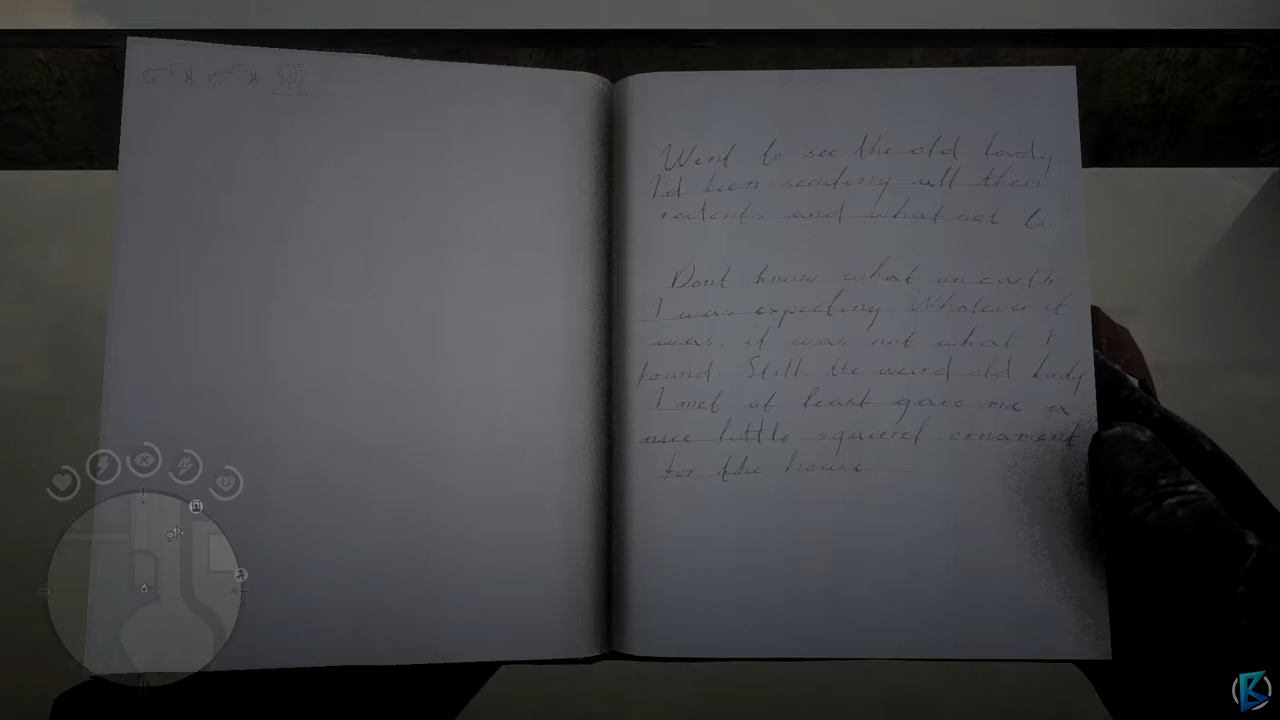 Went to see the old lady
I'd been sending all them
rodents and what not to.
Dont know what on earth
I was expecting Whatever it
was, it was not what I
found. Still the weird old lady
I met at least gave me a
nice little squirrel ornament
for the house